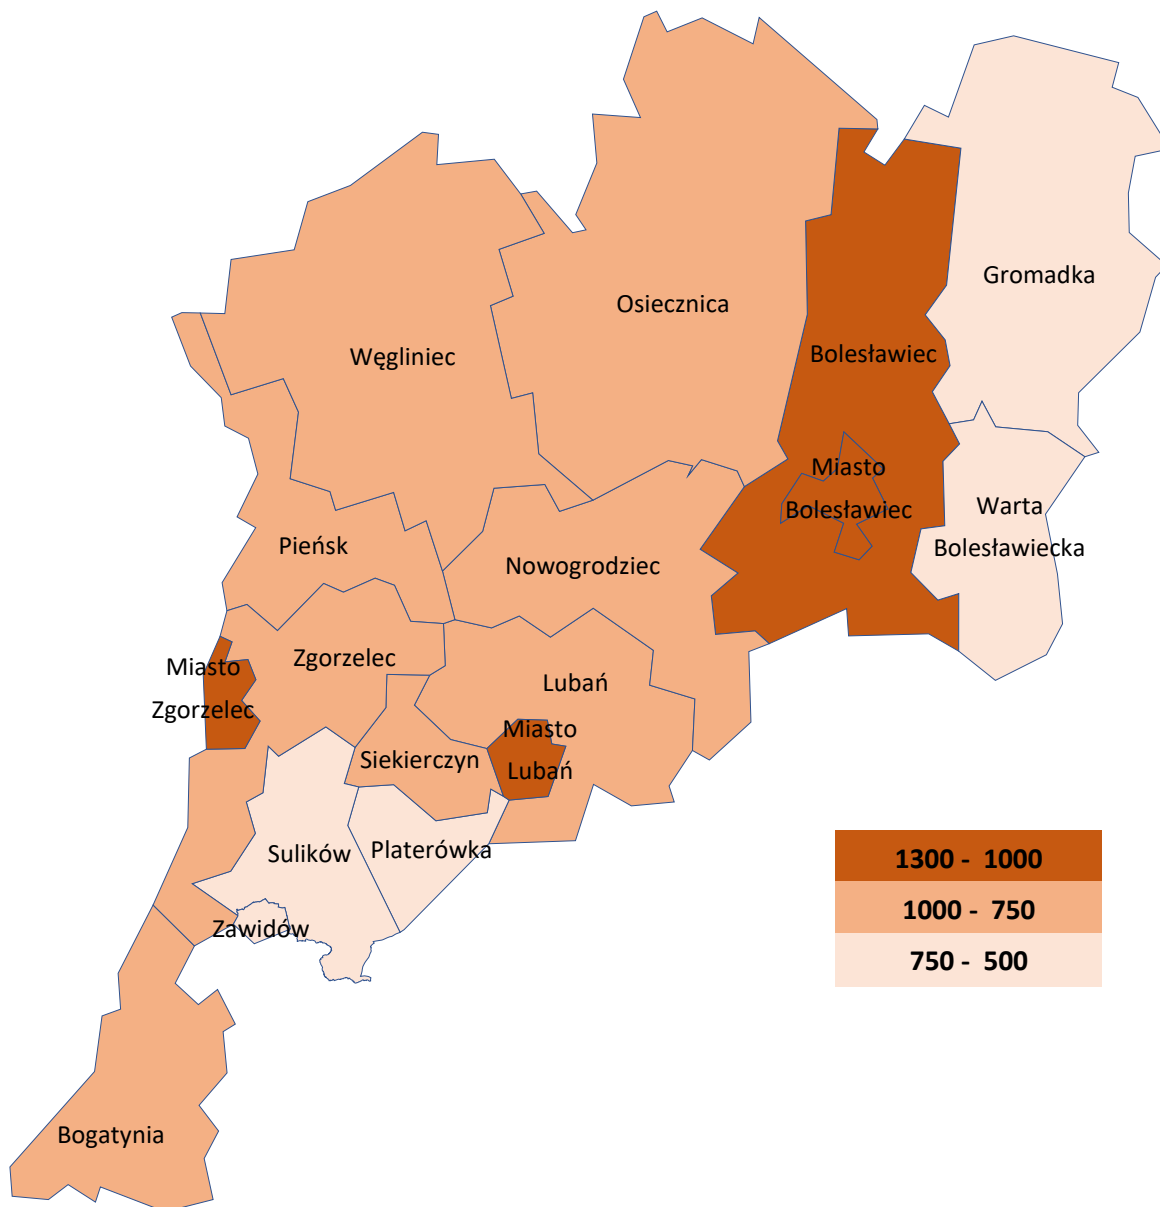 Gromadka
Osiecznica
Bolesławiec
Węgliniec
Miasto
Bolesławiec
Warta
Bolesławiecka
Pieńsk
Nowogrodziec
Zgorzelec
Miasto
Zgorzelec
Lubań
Miasto
Lubań
Siekierczyn
Sulików
Platerówka
Zawidów
Bogatynia
1300 - 1000
1000 - 750
750 - 500